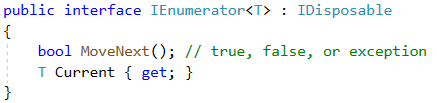 public interface IEnumerator<T> : IDisposable
{
    bool MoveNext(); // true, false, or exception
    T Current { get; }
}